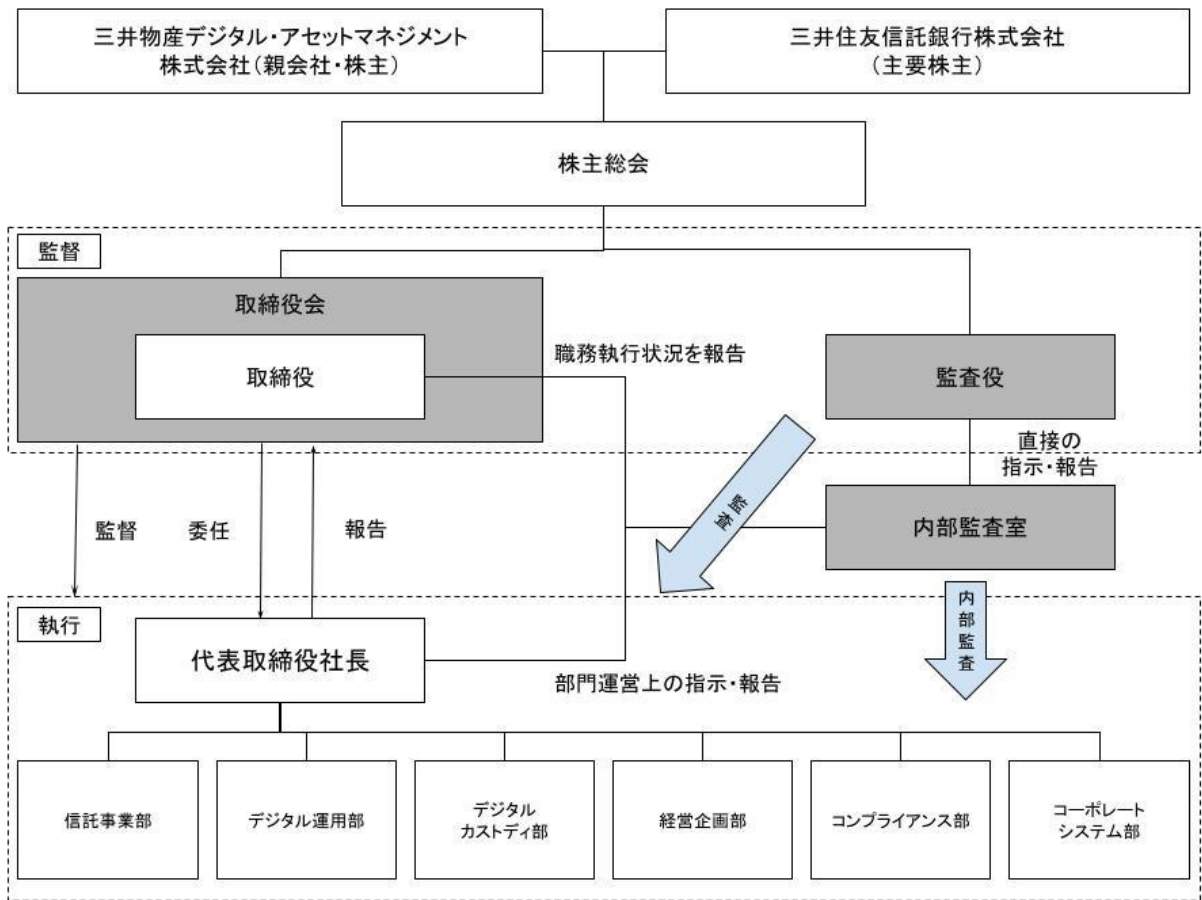 三井物産デジタル・アセットマネジメント
株式会社(親会社・株主)
三井住友信託銀行株式会社
(主要株主)
株主総会
監督
取締役会
取締役
職務執行状況を報告
監査役
直接の
指示・報告
監査
内部監査室
監督
委任
報告
内部監査
執行
代表取締役社長
部門運営上の指示・報告
信託事業部
デジタル運用部
デジタル
カストディ部
経営企画部
コンプライアンス部
コーポレート
システム部